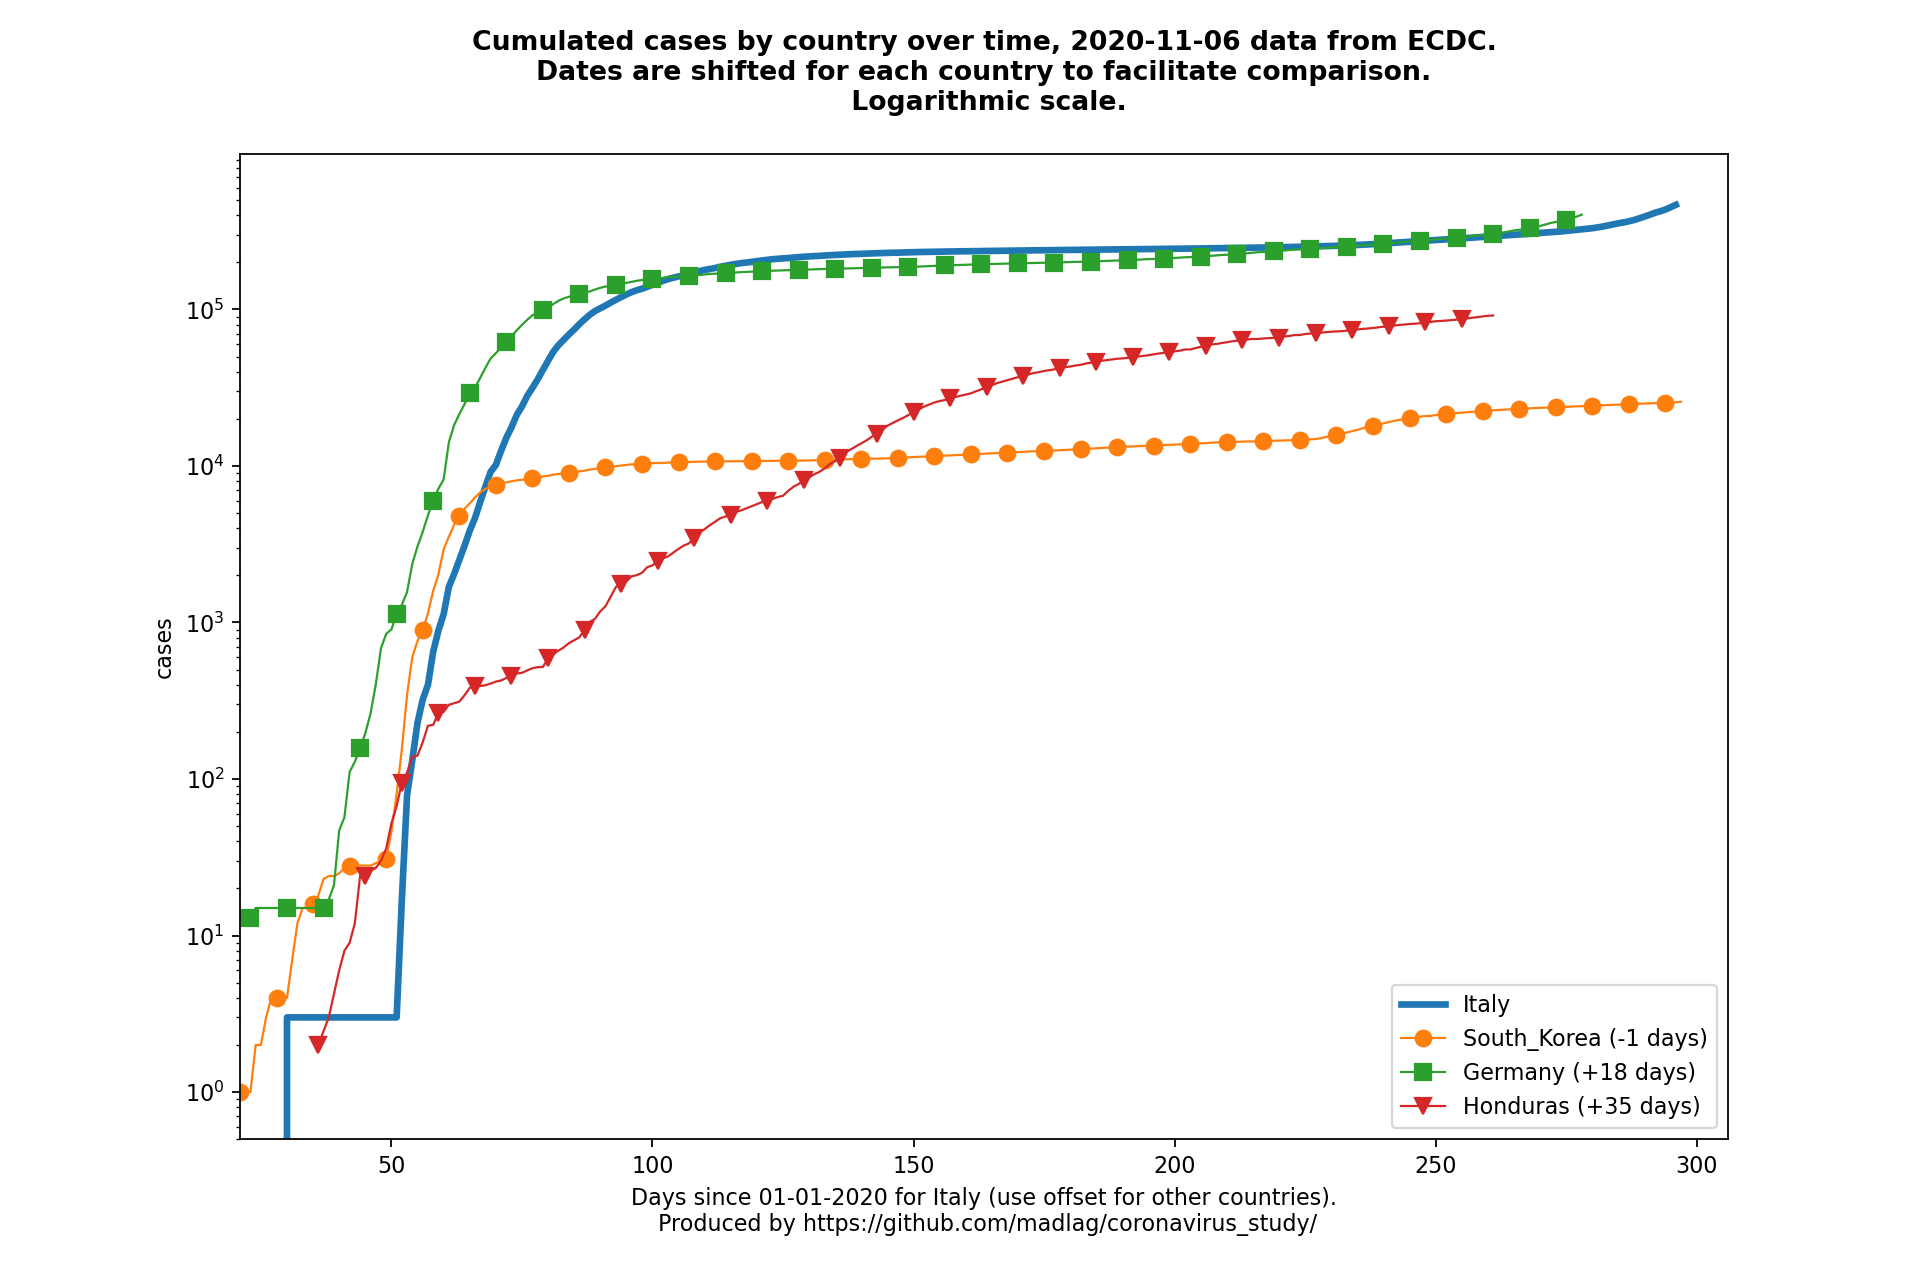 Cumulated cases by country over time, 2020-11-06 data from ECDC.
Dates are shifted for each country to facilitate comparison.
Logarithmic scale.
10^5
10^4
10^3
10^2
10^1
10^0
cases
Italy
South_Korea (-1 days)
Germany (+18 days)
Honduras (+35 days)
50 100 150 200 250 300
Days since 01-01-2020 for Italy (use offset for other countries).
Produced by https://github.com/madlag/coronavirus_study/